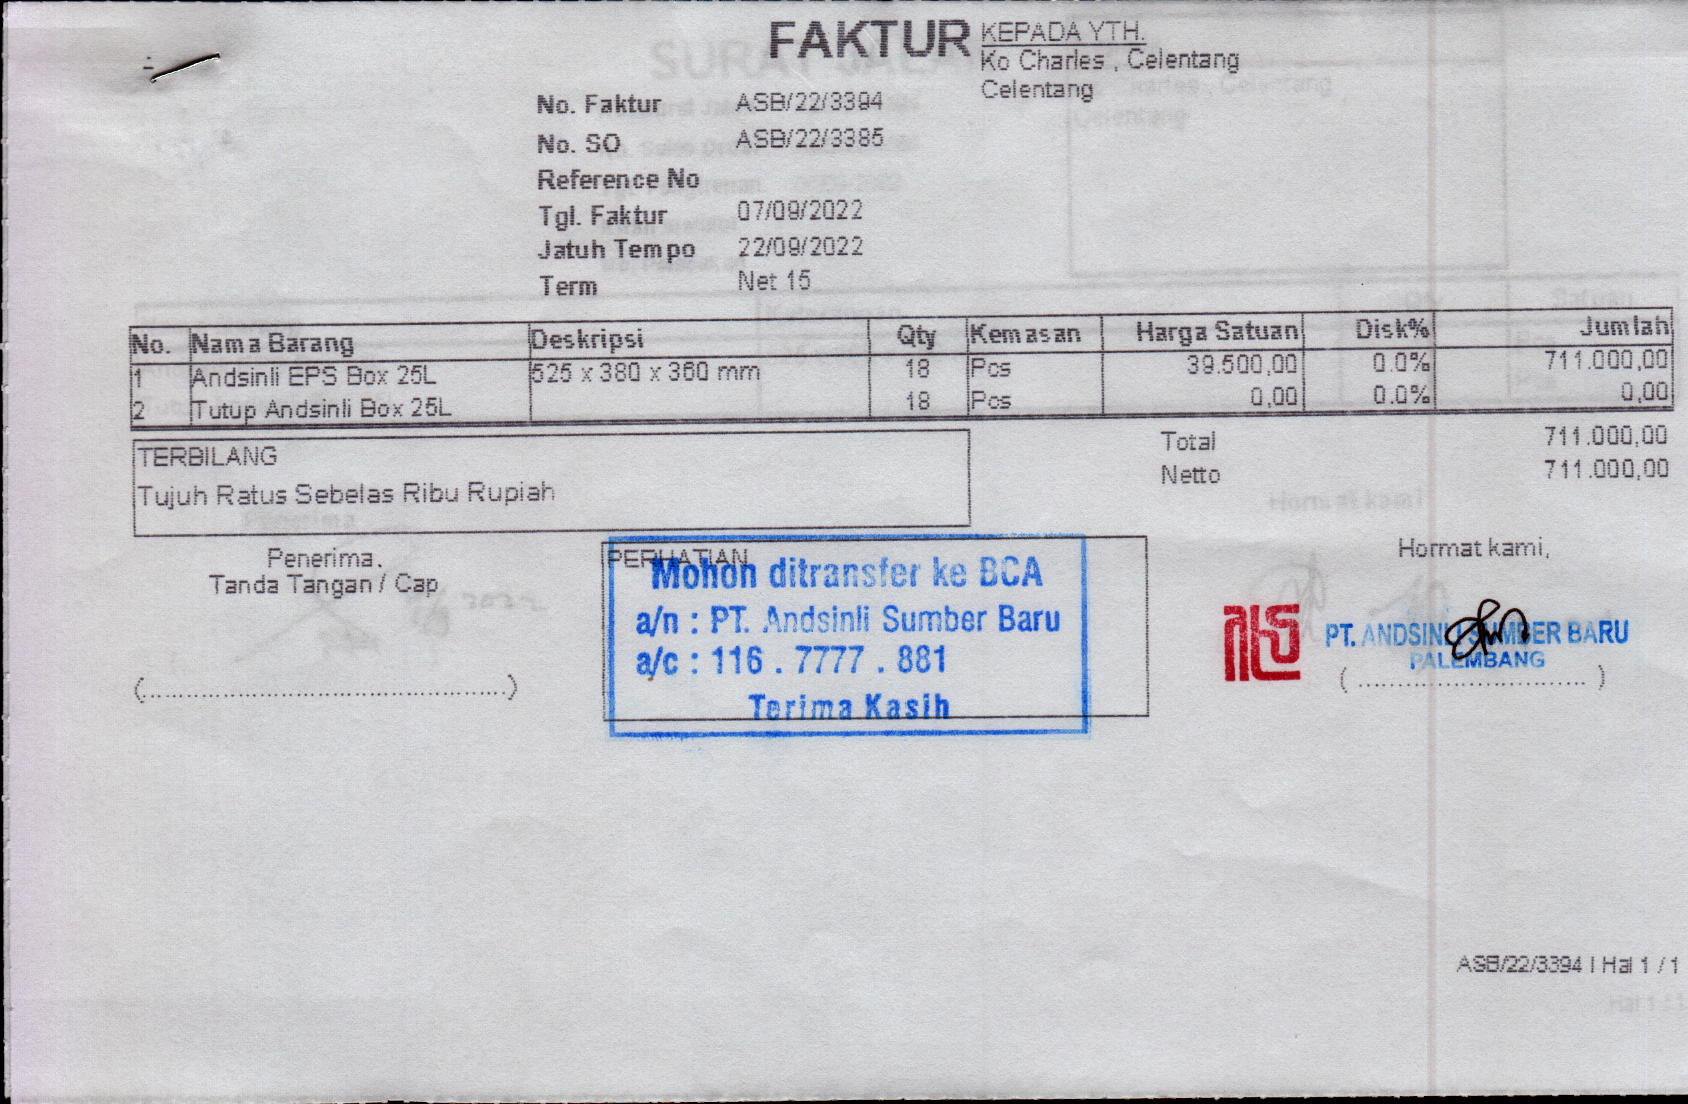 FAKTUR
KEPADA YTH.
Ko Charles , Celentang
Celentang
No. Faktur ASB/22/3394
No. SO ASB/22/3385
Reference No
Tgl. Faktur 07/09/2022
Jatuh Tempo 22/09/2022
Term Net 15
No. Nama Barang Deskripsi Qty Kemasan Harga Satuan Disk% Jumlah
1 Andsinli EPS Box 25L 525 x 380 x 360 mm 18 Pcs 39.500,00 0.0% 711.000,00
2 Tutup Andsinli Box 25L 18 Pcs 0,00 0.0% 0,00
Total 711.000,00
Netto 711.000,00
TERBILANG
Tujuh Ratus Sebelas Ribu Rupiah
Penerima.
Tanda Tangan / Cap
(................................................)
PERHATIAN
Mohon ditransfer ke BCA
a/n : PT. Andsinli Sumber Baru
a/c : 116 . 7777 . 881
Terima Kasih
Hormat kami,
PT. ANDSINLI SUMBER BARU
PALEMBANG
( .............................. )
ASB/22/3394 | Hal 1 / 1